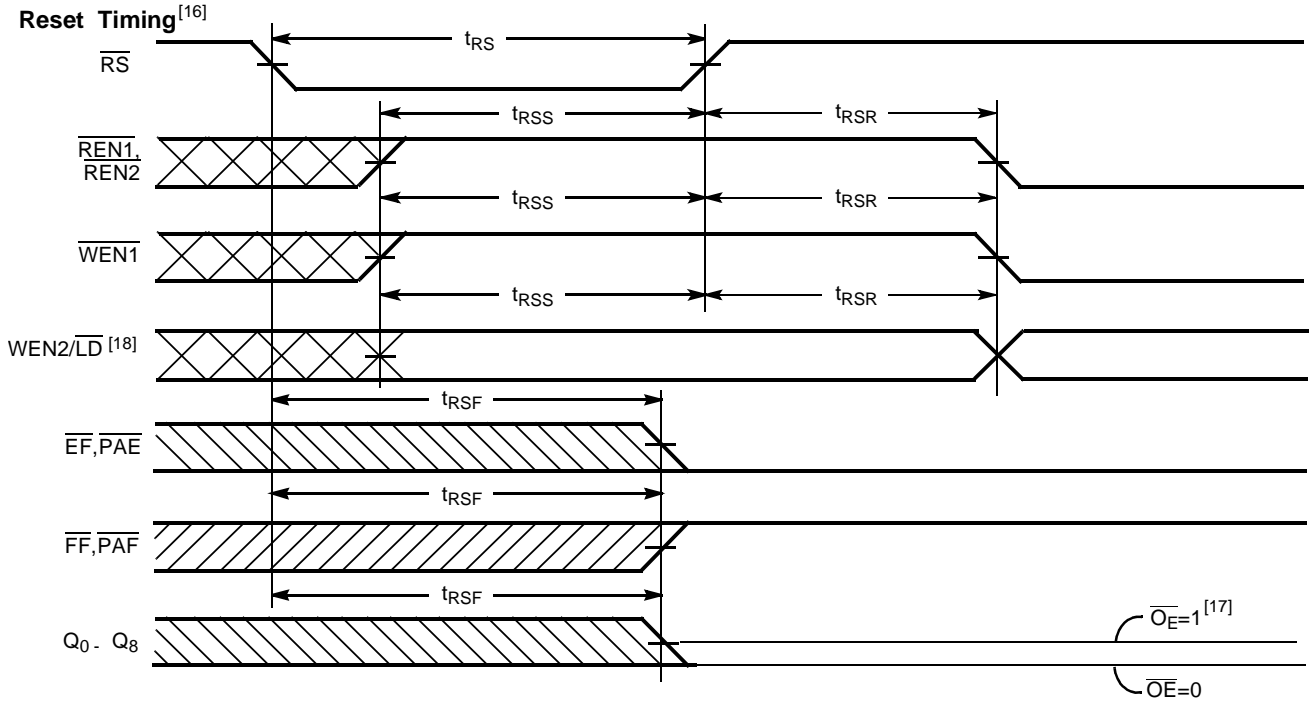 Reset Timing[16]
tRS
RS
tRSS
tRSR
REN1,
REN2
tRSS
tRSR
WEN1
tRSS
tRSR
WEN2/LD [18]
tRSF
EF,PAE
tRSF
FF,PAF
tRSF
OE=1[17]
Q0 - Q8
OE=0